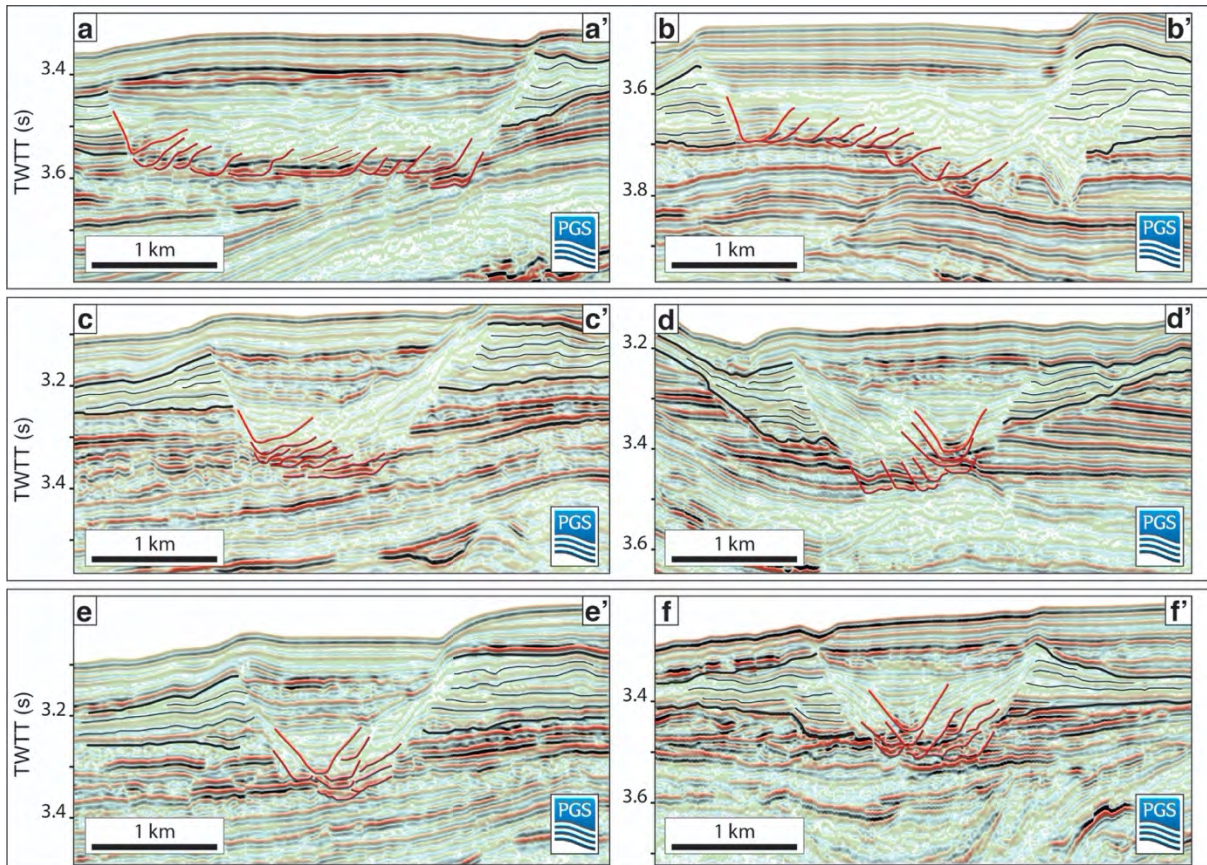 a a'
b b'
TWTT (s)
3.4
3.6
1 km
PGS
3.6
3.8
1 km
PGS
c c'
d d'
TWTT (s)
3.2
3.4
1 km
PGS
3.2
3.4
3.6
1 km
PGS
e e'
f f'
TWTT (s)
3.2
3.4
1 km
PGS
3.4
3.6
1 km
PGS